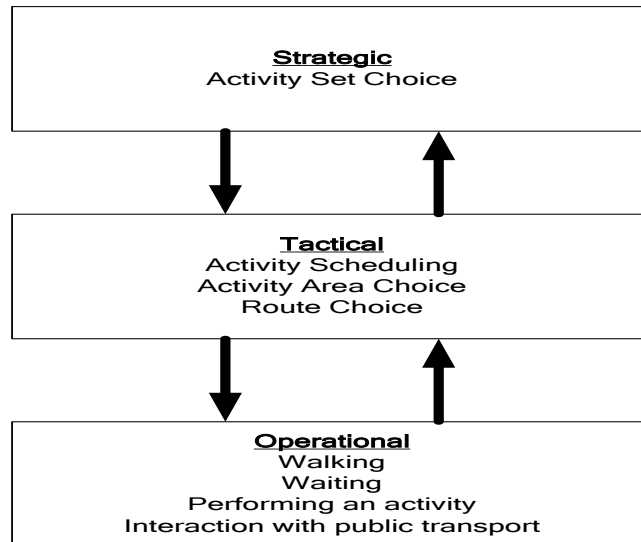 Strategic
Activity Set Choice
Tactical
Activity Scheduling
Activity Area Choice
Route Choice
Operational
Walking
Waiting
Performing an activity
Interaction with public transport